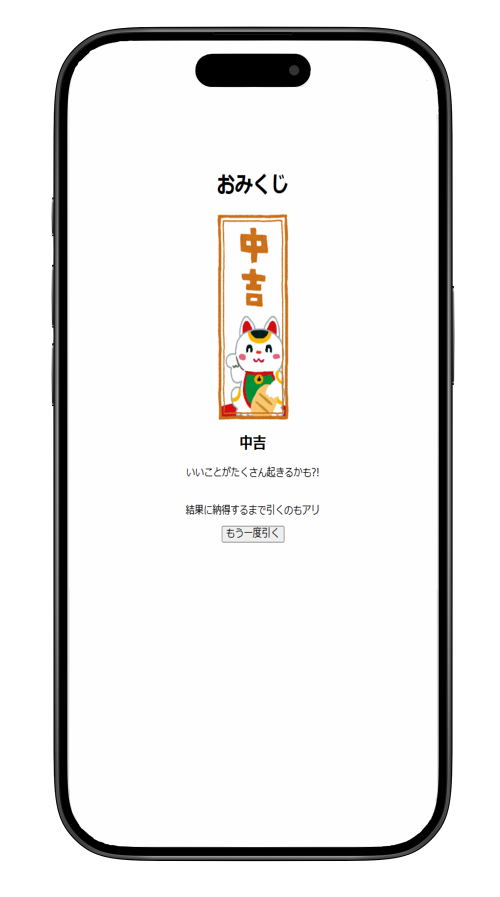 おみくじ
中
吉
中吉
いいことがたくさん起きるかも?!
結果に納得するまで引くのもアリ
もう一度引く